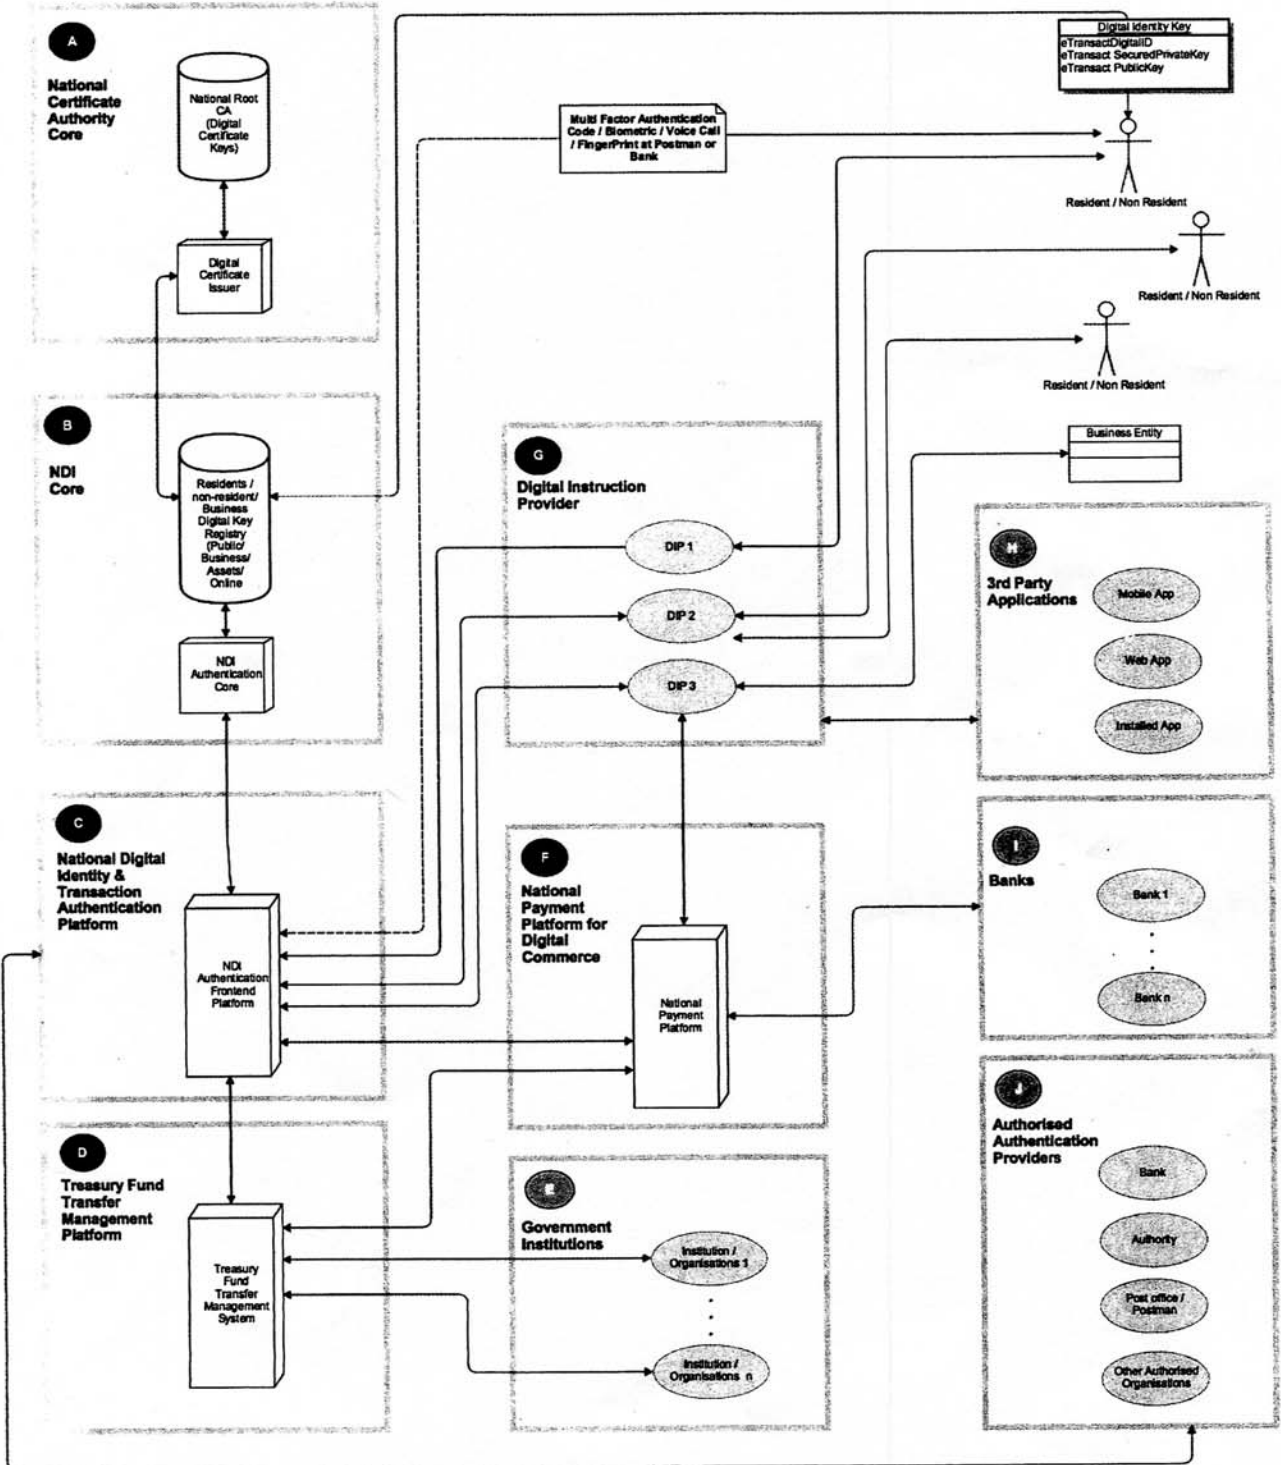 A
National
Certificate
Authority
Core
National Root
CA
(Digital
Certificate
Keys)
Digital
Certificate
Issuer
Multi Factor Authentication
Code / Biometric / Voice Call
/ FingerPrint at Postman or
Bank
Digital Identity Key
eTransactDigitalID
eTransact SecuredPrivateKey
eTransact PublicKey
Resident / Non Resident
Resident / Non Resident
Resident / Non Resident
Business Entity
B
NDI
Core
Residents /
non-resident/
Business
Digital Key
Registry
(Public/
Business/
Assets/
Online
NDI
Authentication
Core
G
Digital Instruction
Provider
DIP 1
DIP 2
DIP 3
H
3rd Party
Applications
Mobile App
Web App
Installed App
C
National Digital
Identity &
Transaction
Authentication
Platform
NDI
Authentication
Frontend
Platform
F
National
Payment
Platform for
Digital
Commerce
National
Payment
Platform
I
Banks
Bank 1
Bank n
D
Treasury Fund
Transfer
Management
Platform
Treasury
Fund
Transfer
Management
System
E
Government
Institutions
Institution /
Organisations 1
Institution /
Organisations n
J
Authorised
Authentication
Providers
Bank
Authority
Post office /
Postman
Other Authorised
Organisations